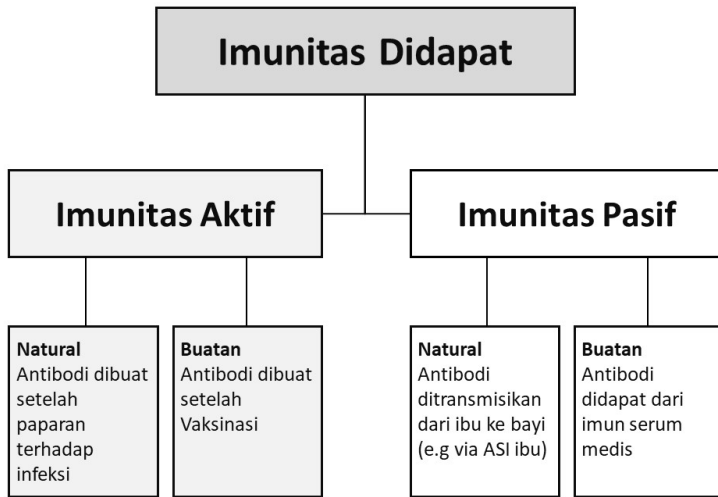 Imunitas Didapat
Imunitas Aktif
Imunitas Pasif
Natural
Antibodi dibuat
setelah
paparan
terhadap
infeksi
Buatan
Antibodi dibuat
setelah
Vaksinasi
Natural
Antibodi
ditransmisikan
dari ibu ke bayi
(e.g via ASI ibu)
Buatan
Antibodi
didapat dari
imun serum
medis